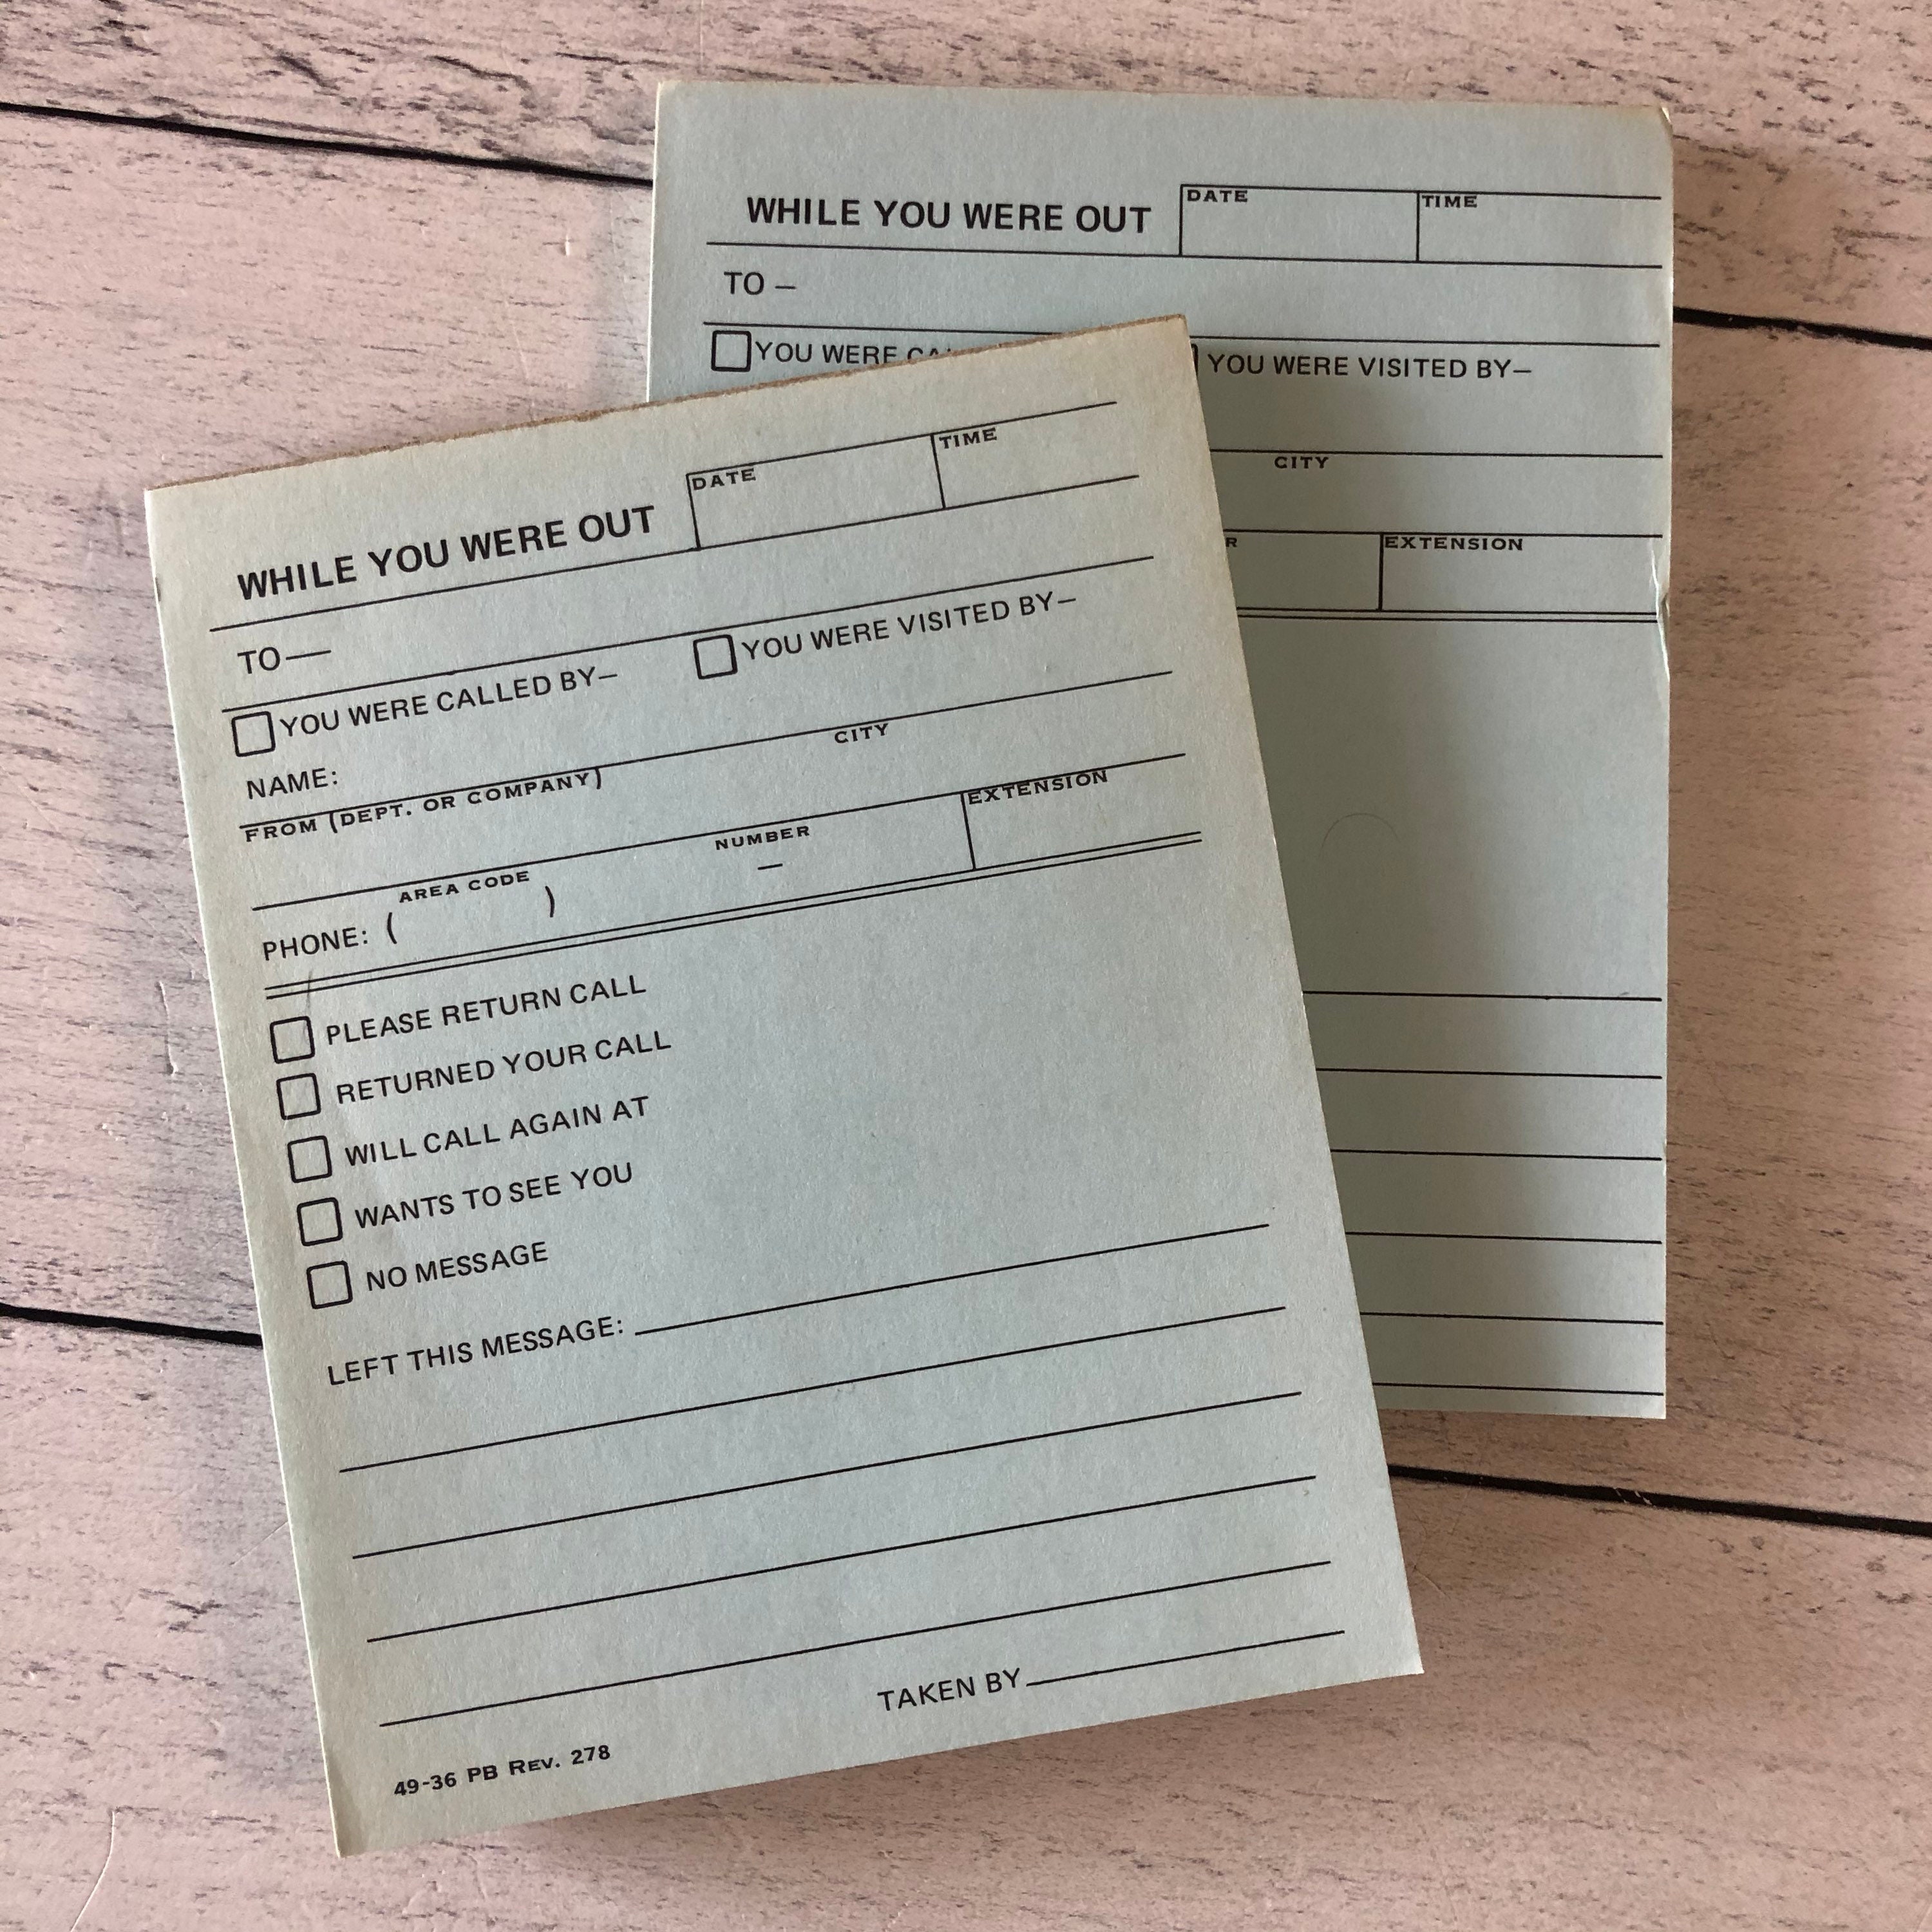 WHILE YOU WERE OUT DATE TIME
TO —
YOU WERE YOU WERE VISITED BY—
CITY
EXTENSION
WHILE YOU WERE OUT DATE TIME
TO—
YOU WERE CALLED BY— YOU WERE VISITED BY—
NAME:
FROM (DEPT. OR COMPANY) CITY
AREA CODE NUMBER EXTENSION
PHONE: ( ) —
PLEASE RETURN CALL
RETURNED YOUR CALL
WILL CALL AGAIN AT
WANTS TO SEE YOU
NO MESSAGE
LEFT THIS MESSAGE:
TAKEN BY
49-36 PB REV. 278